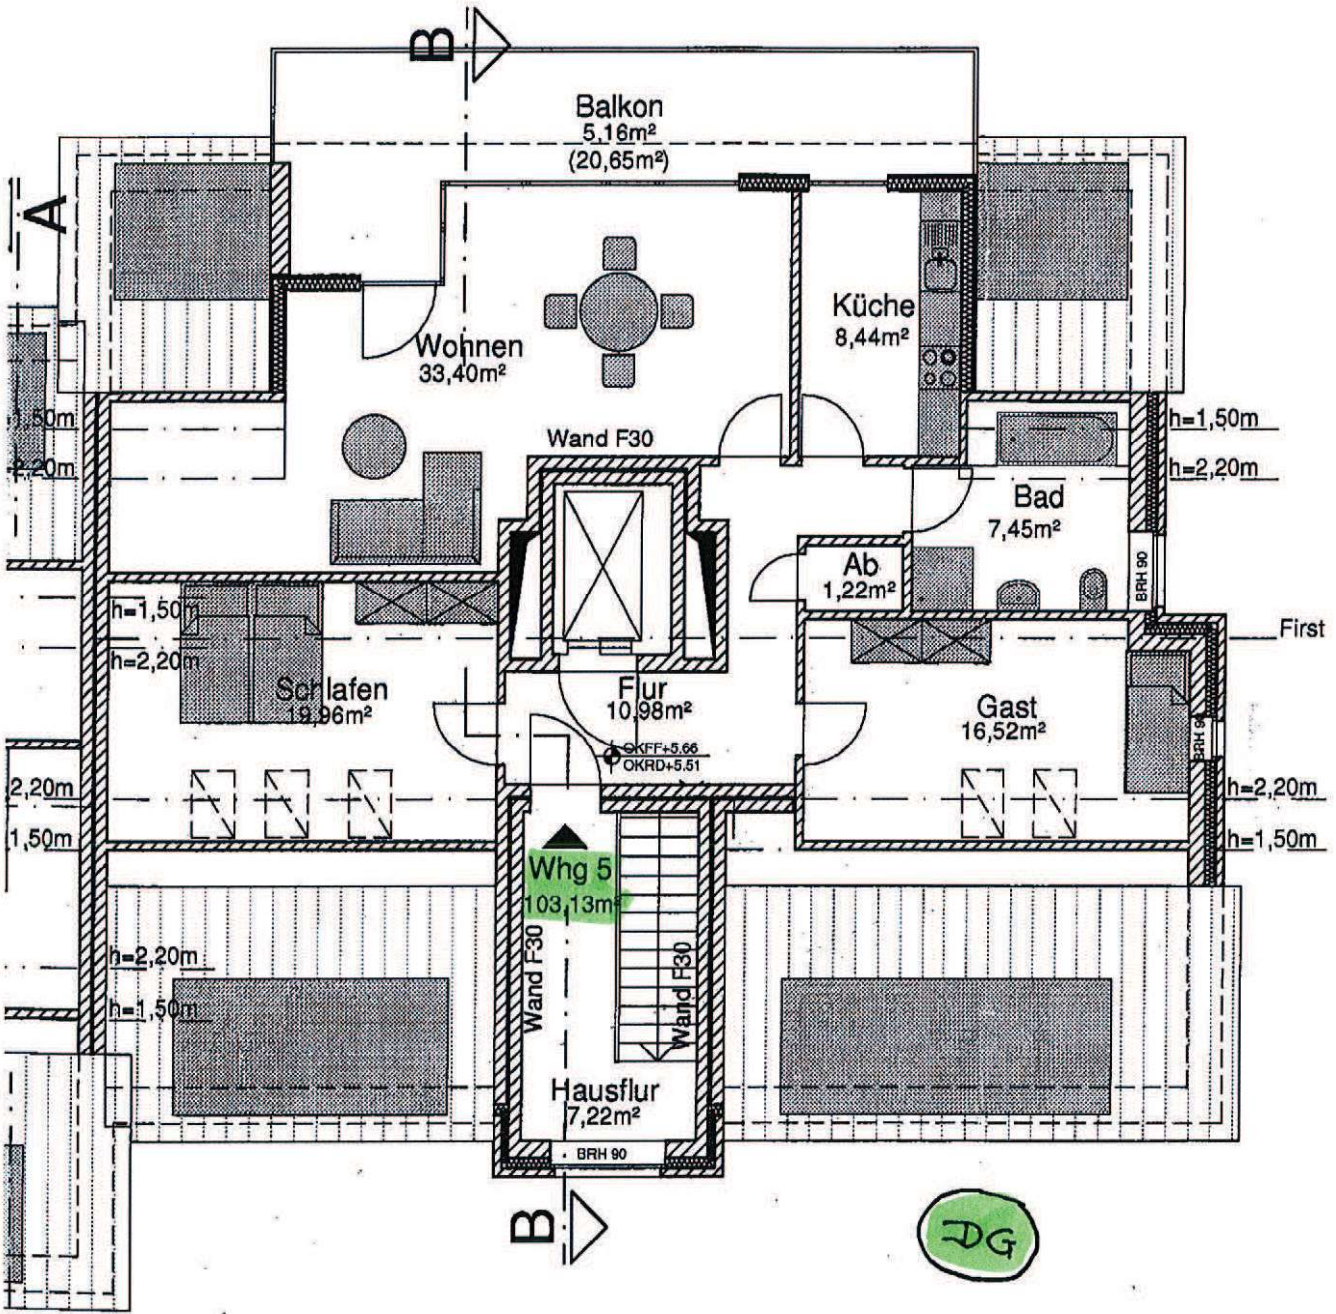 B
Balkon
5,16m²
(20,65m²)
A
Küche
8,44m²
Wohnen
33,40m²
1,50m
h=1,50m
Wand F30
2,20m
h=2,20m
Bad
7,45m²
Ab
1,22m²
BRH 90
h=1,50m
First
h=2,20m
Schlafen
19,96m²
Flur
10,98m²
Gast
16,52m²
BRH 90
OKFF+5.66
OKRD+5.51
2,20m
h=2,20m
1,50m
h=1,50m
Whg 5
103,13m²
Wand F30
Wand F30
h=2,20m
h=1,50m
Hausflur
7,22m²
BRH 90
B
DG